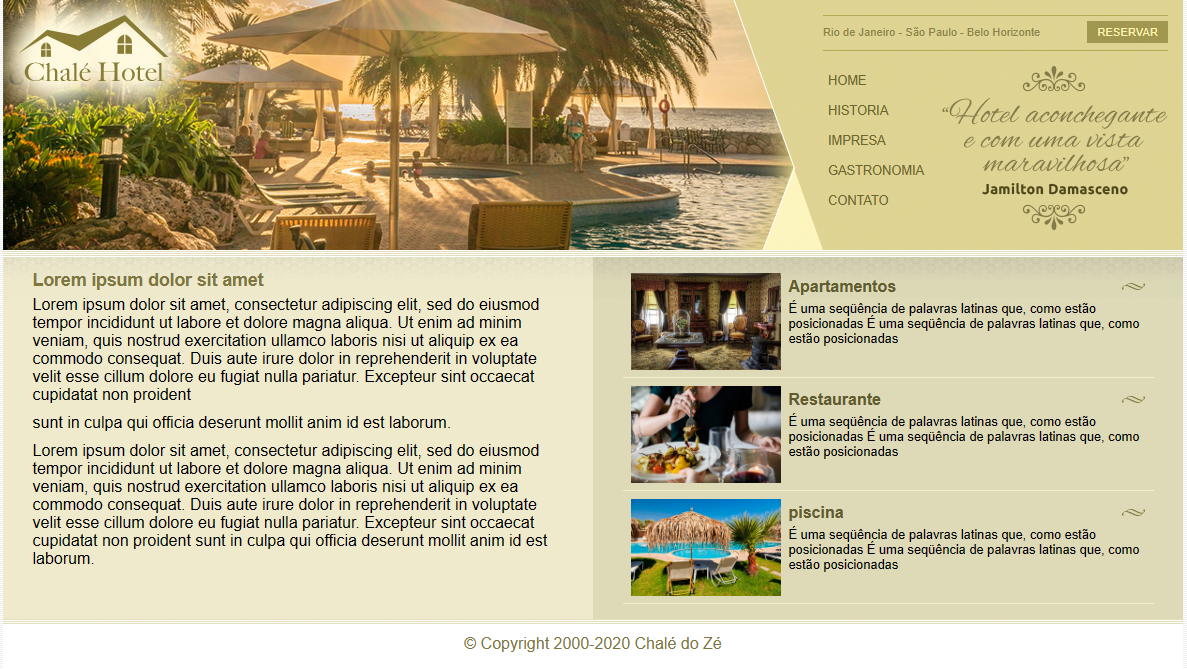 Chalé Hotel
Rio de Janeiro - São Paulo - Belo Horizonte
RESERVAR
HOME
HISTORIA
IMPRESA
GASTRONOMIA
CONTATO
“Hotel aconchegante
e com uma vista
maravilhosa”
Jamilton Damasceno
Lorem ipsum dolor sit amet
Lorem ipsum dolor sit amet, consectetur adipiscing elit, sed do eiusmod
tempor incididunt ut labore et dolore magna aliqua. Ut enim ad minim
veniam, quis nostrud exercitation ullamco laboris nisi ut aliquip ex ea
commodo consequat. Duis aute irure dolor in reprehenderit in voluptate
velit esse cillum dolore eu fugiat nulla pariatur. Excepteur sint occaecat
cupidatat non proident
sunt in culpa qui officia deserunt mollit anim id est laborum.
Lorem ipsum dolor sit amet, consectetur adipiscing elit, sed do eiusmod
tempor incididunt ut labore et dolore magna aliqua. Ut enim ad minim
veniam, quis nostrud exercitation ullamco laboris nisi ut aliquip ex ea
commodo consequat. Duis aute irure dolor in reprehenderit in voluptate
velit esse cillum dolore eu fugiat nulla pariatur. Excepteur sint occaecat
cupidatat non proident sunt in culpa qui officia deserunt mollit anim id est
laborum.
Apartamentos
É uma seqüência de palavras latinas que, como estão
posicionadas É uma seqüência de palavras latinas que, como
estão posicionadas
Restaurante
É uma seqüência de palavras latinas que, como estão
posicionadas É uma seqüência de palavras latinas que, como
estão posicionadas
piscina
É uma seqüência de palavras latinas que, como estão
posicionadas É uma seqüência de palavras latinas que, como
estão posicionadas
© Copyright 2000-2020 Chalé do Zé